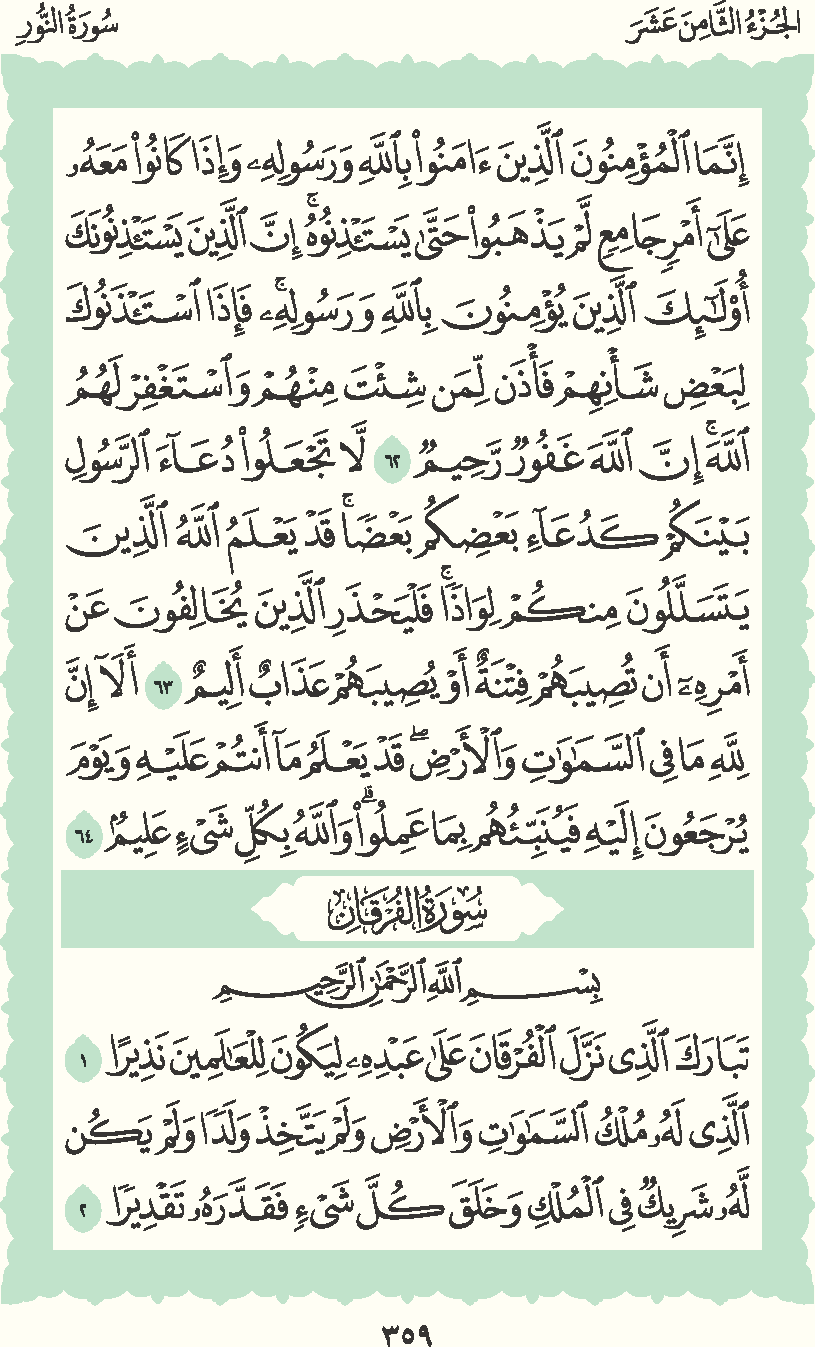 الجُزْءُ الثَّامِنَ عَشَرَ
سُورَةُ النُّورِ
إِنَّمَا ٱلْمُؤْمِنُونَ ٱلَّذِينَ ءَامَنُوا۟ بِٱللَّهِ وَرَسُولِهِۦ وَإِذَا كَانُوا۟ مَعَهُۥ
عَلَىٰٓ أَمْرٍ جَامِعٍ لَّمْ يَذْهَبُوا۟ حَتَّىٰ يَسْتَـْٔذِنُوهُ ۚ إِنَّ ٱلَّذِينَ يَسْتَـْٔذِنُونَكَ
أُو۟لَـٰٓئِكَ ٱلَّذِينَ يُؤْمِنُونَ بِٱللَّهِ وَرَسُولِهِۦ ۚ فَإِذَا ٱسْتَـْٔذَنُوكَ
لِبَعْضِ شَأْنِهِمْ فَأْذَن لِّمَن شِئْتَ مِنْهُمْ وَٱسْتَغْفِرْ لَهُمُ
ٱللَّهَ ۚ إِنَّ ٱللَّهَ غَفُورٌ رَّحِيمٌ ٦٢ لَّا تَجْعَلُوا۟ دُعَآءَ ٱلرَّسُولِ
بَيْنَكُمْ كَدُعَآءِ بَعْضِكُم بَعْضًا ۚ قَدْ يَعْلَمُ ٱللَّهُ ٱلَّذِينَ
يَتَسَلَّلُونَ مِنكُمْ لِوَاذًا ۚ فَلْيَحْذَرِ ٱلَّذِينَ يُخَالِفُونَ عَنْ
أَمْرِهِۦٓ أَن تُصِيبَهُمْ فِتْنَةٌ أَوْ يُصِيبَهُمْ عَذَابٌ أَلِيمٌ ٦٣ أَلَآ إِنَّ
لِلَّهِ مَا فِى ٱلسَّمَـٰوَٰتِ وَٱلْأَرْضِ ۖ قَدْ يَعْلَمُ مَآ أَنتُمْ عَلَيْهِ وَيَوْمَ
يُرْجَعُونَ إِلَيْهِ فَيُنَبِّئُهُم بِمَا عَمِلُوا۟ ۗ وَٱللَّهُ بِكُلِّ شَىْءٍ عَلِيمٌۢ ٦٤
سُورَةُ الفُرْقَانِ
بِسْمِ ٱللَّهِ ٱلرَّحْمَـٰنِ ٱلرَّحِيمِ
تَبَارَكَ ٱلَّذِى نَزَّلَ ٱلْفُرْقَانَ عَلَىٰ عَبْدِهِۦ لِيَكُونَ لِلْعَـٰلَمِينَ نَذِيرًا ١
ٱلَّذِى لَهُۥ مُلْكُ ٱلسَّمَـٰوَٰتِ وَٱلْأَرْضِ وَلَمْ يَتَّخِذْ وَلَدًا وَلَمْ يَكُن
لَّهُۥ شَرِيكٌ فِى ٱلْمُلْكِ وَخَلَقَ كُلَّ شَىْءٍ فَقَدَّرَهُۥ تَقْدِيرًا ٢
٣٥٩